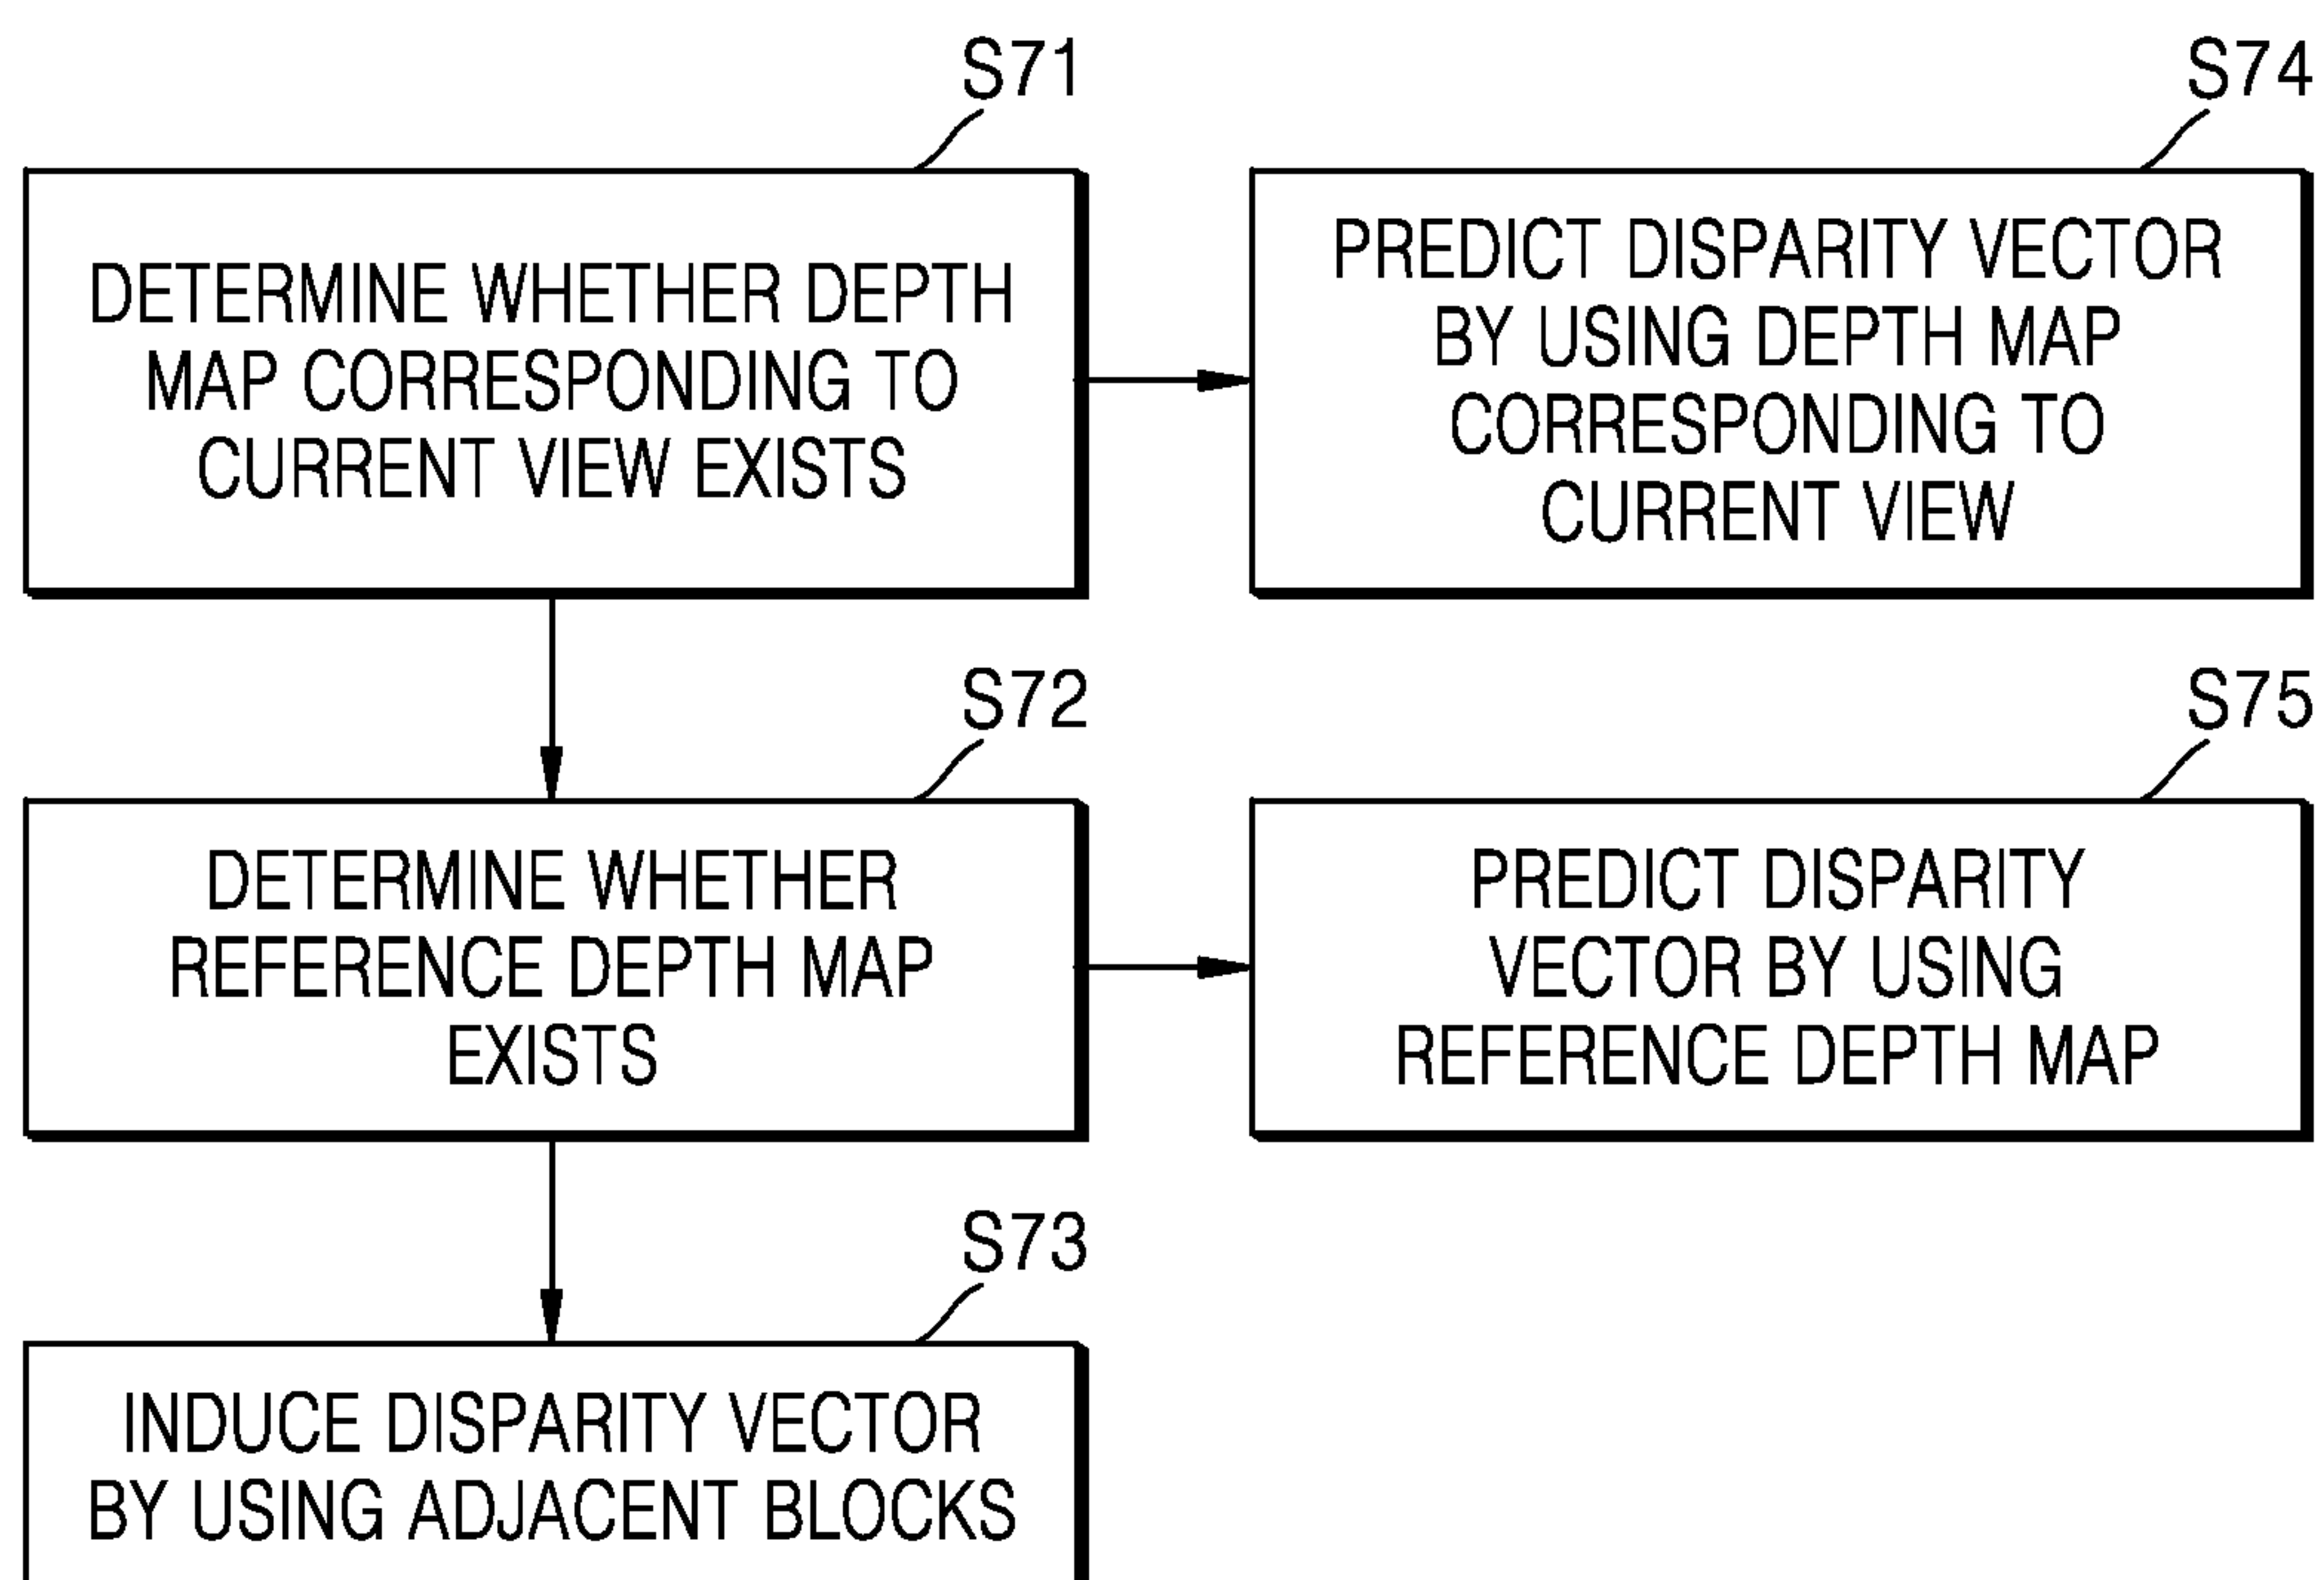 S71
DETERMINE WHETHER DEPTH
MAP CORRESPONDING TO
CURRENT VIEW EXISTS
S74
PREDICT DISPARITY VECTOR
BY USING DEPTH MAP
CORRESPONDING TO
CURRENT VIEW
S72
DETERMINE WHETHER
REFERENCE DEPTH MAP
EXISTS
S75
PREDICT DISPARITY
VECTOR BY USING
REFERENCE DEPTH MAP
S73
INDUCE DISPARITY VECTOR
BY USING ADJACENT BLOCKS